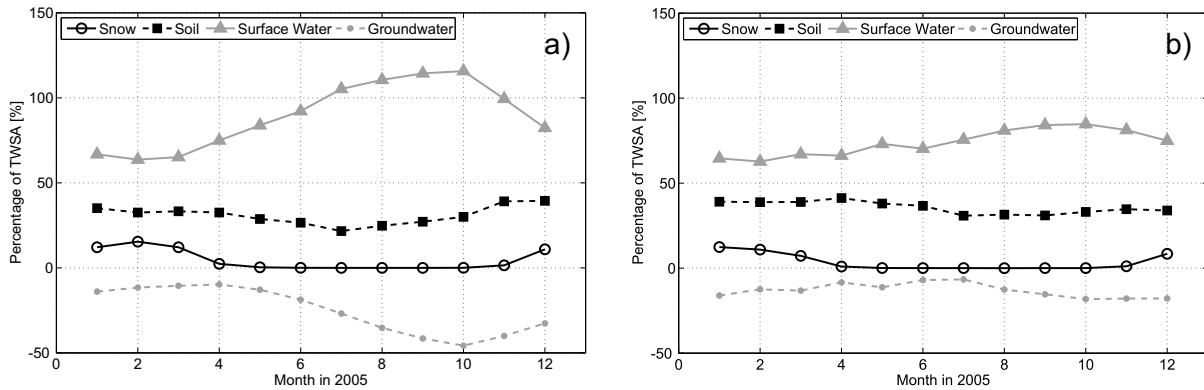 Percentage of TWSA [%]
150
100
50
0
-50
Snow Soil Surface Water Groundwater
a)
0 2 4 6 8 10 12
Month in 2005
Percentage of TWSA [%]
150
100
50
0
-50
Snow Soil Surface Water Groundwater
b)
0 2 4 6 8 10 12
Month in 2005